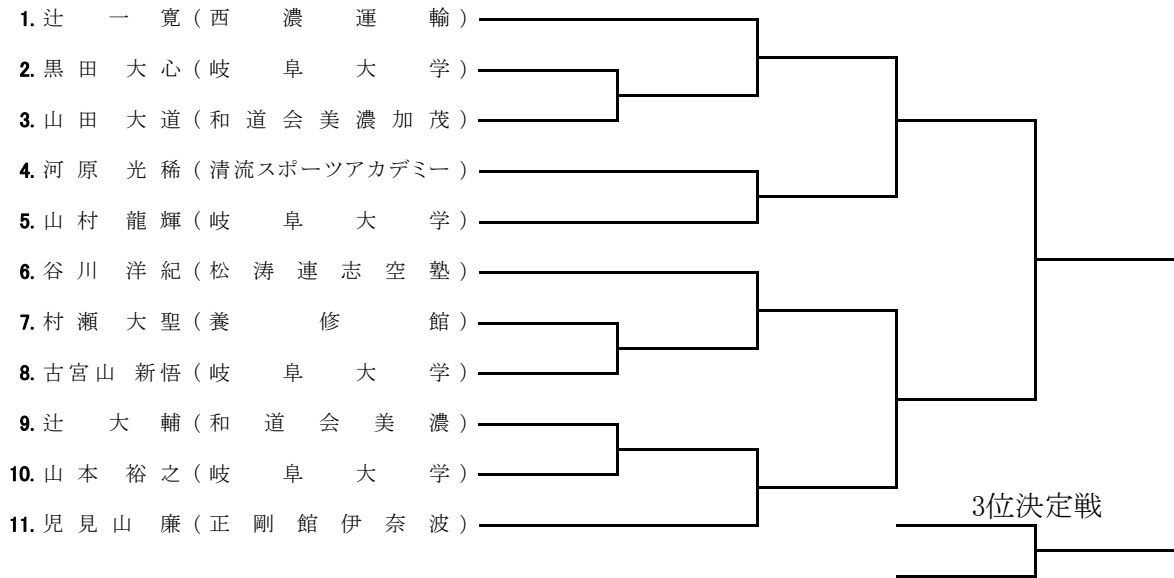 1. 辻 一 寛 ( 西 濃 運 輸 )
2. 黒 田 大 心 ( 岐 阜 大 学 )
3. 山 田 大 道 ( 和 道 会 美 濃 加 茂 )
4. 河 原 光 稀 ( 清流スポーツアカデミー )
5. 山 村 龍 輝 ( 岐 阜 大 学 )
6. 谷 川 洋 紀 ( 松 涛 連 志 空 塾 )
7. 村 瀬 大 聖 ( 養 修 館 )
8. 古宮山 新悟 ( 岐 阜 大 学 )
9. 辻 大 輔 ( 和 道 会 美 濃 )
10. 山 本 裕 之 ( 岐 阜 大 学 )
11. 児 見 山 廉 ( 正 剛 館 伊 奈 波 )
3位決定戦